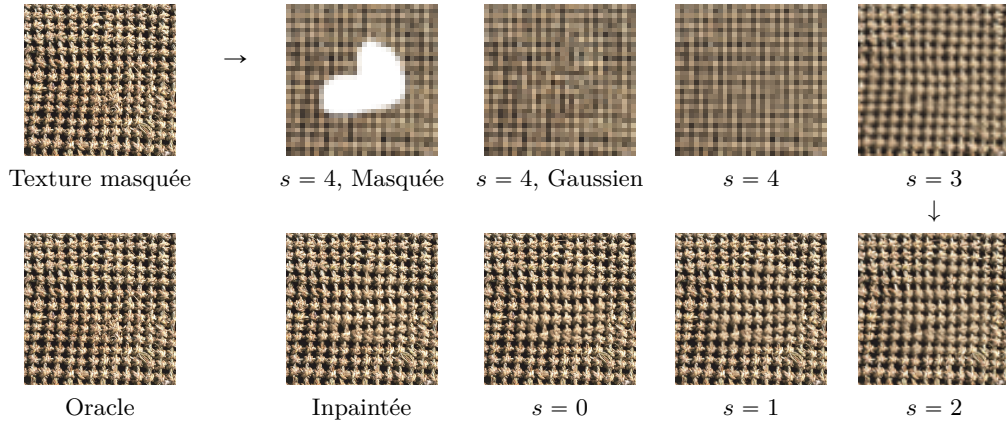 →
Texture masquée
s = 4, Masquée
s = 4, Gaussien
s = 4
s = 3
↓
Oracle
Inpaintée
s = 0
s = 1
s = 2